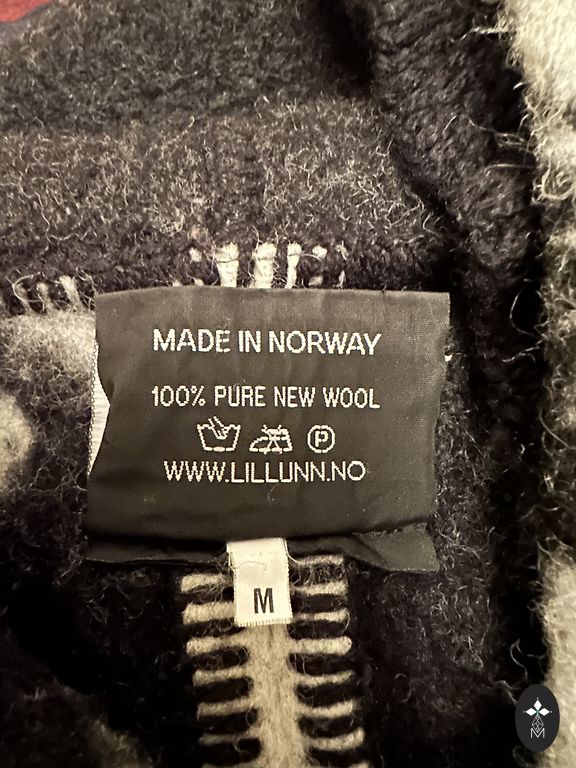 MADE IN NORWAY
100% PURE NEW WOOL
P
WWW.LILLUNN.NO
M
M